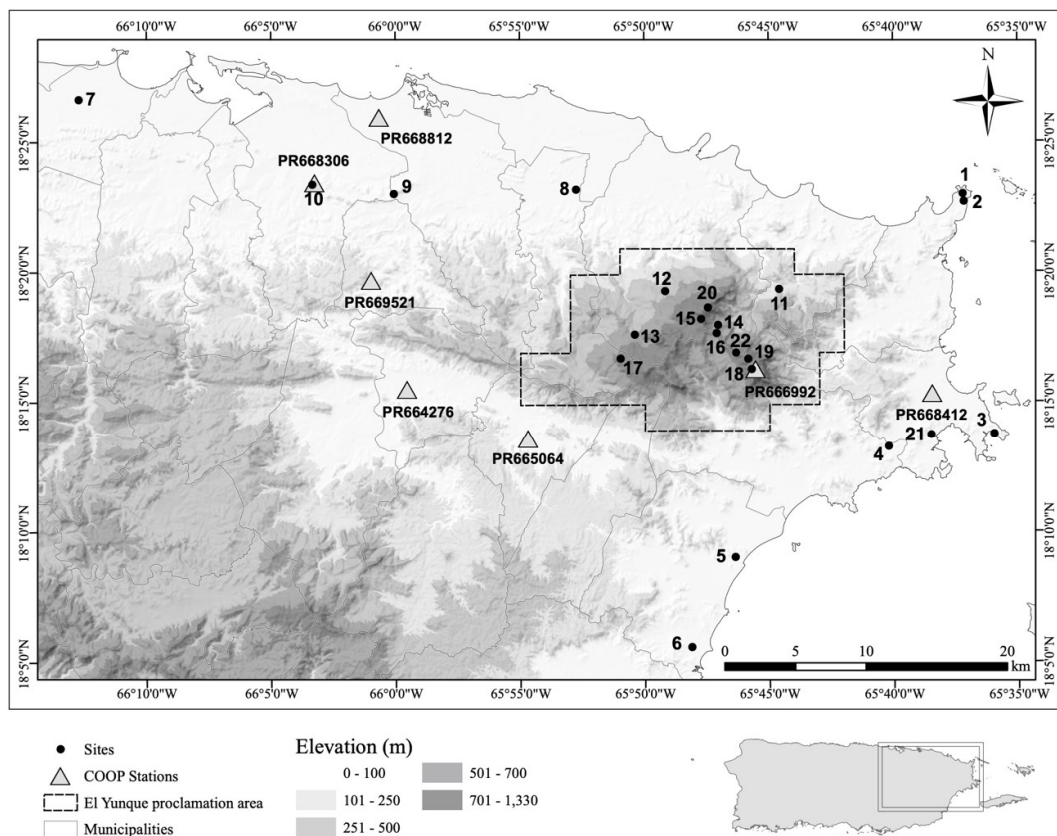 66°10'0"W 66°5'0"W 66°0'0"W 65°55'0"W 65°50'0"W 65°45'0"W 65°40'0"W 65°35'0"W
N
7
PR668812
18°25'0"N 18°25'0"N
PR668306
10
9
8
1
2
18°20'0"N 18°20'0"N
PR669521
12
20
11
15
14
13
16
22
19
17
18
PR666992
18°15'0"N 18°15'0"N
PR664276
PR668412
3
21
4
PR665064
18°10'0"N 18°10'0"N
5
6
0 5 10 20
km
18°5'0"N 18°5'0"N
66°10'0"W 66°5'0"W 66°0'0"W 65°55'0"W 65°50'0"W 65°45'0"W 65°40'0"W 65°35'0"W
Sites
COOP Stations
El Yunque proclamation area
Municipalities
Elevation (m)
0 - 100
101 - 250
251 - 500
501 - 700
701 - 1,330